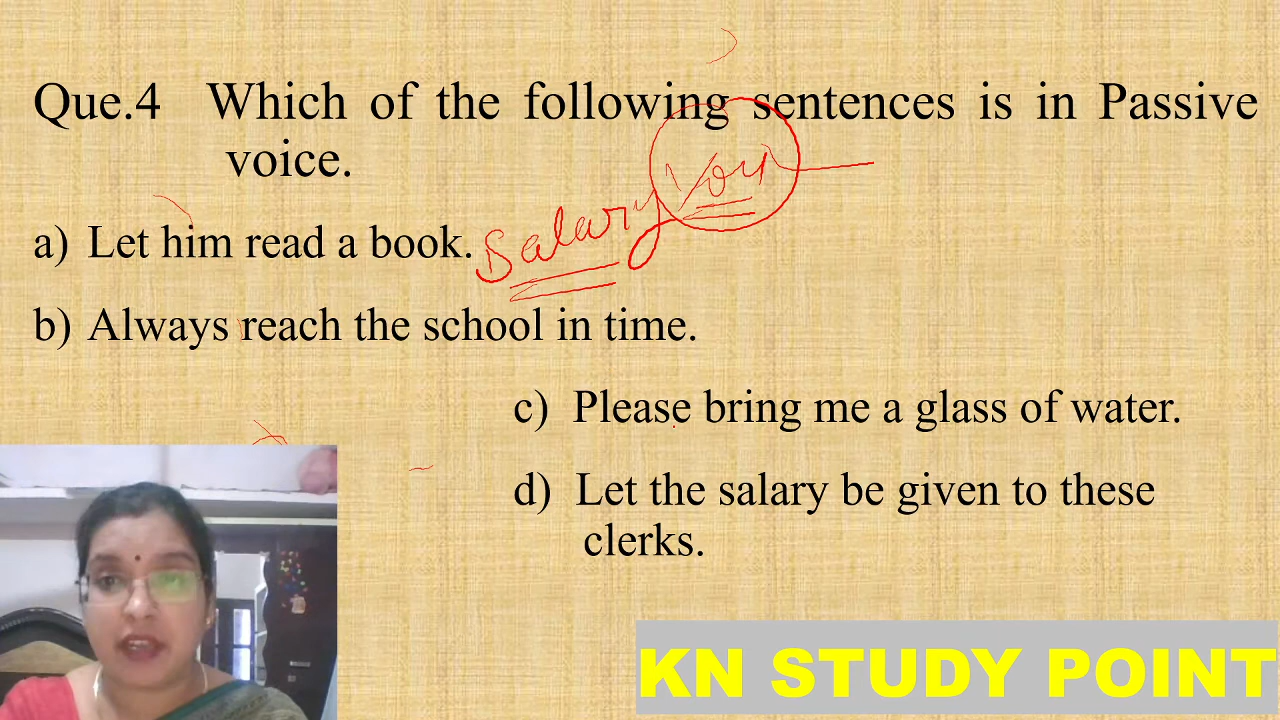 Que.4 Which of the following sentences is in Passive
voice.
You
Salary
a) Let him read a book.
b) Always reach the school in time.
c) Please bring me a glass of water.
d) Let the salary be given to these
clerks.
KN STUDY POINT